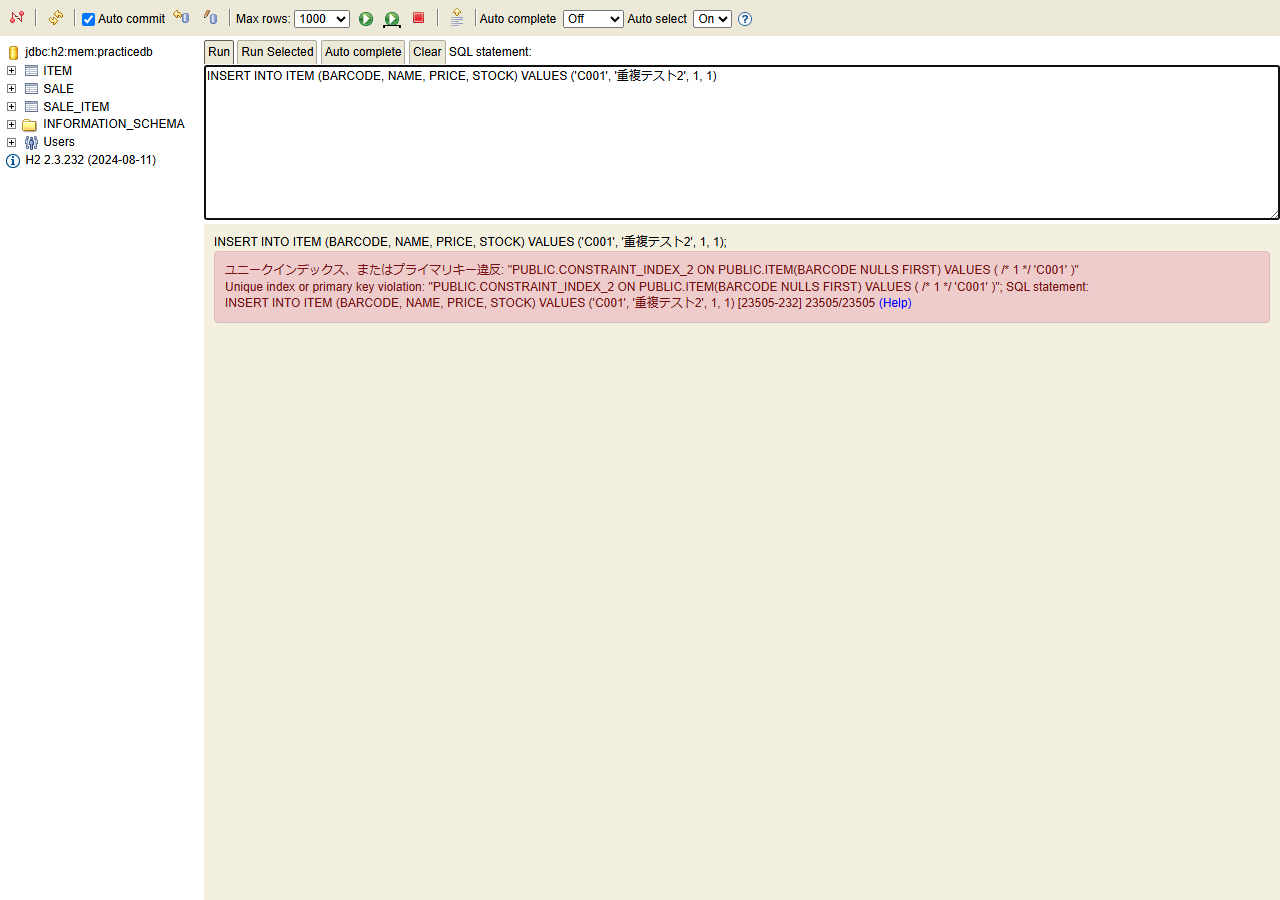 Auto commit Max rows: 1000 Auto complete Off Auto select On ?
jdbc:h2:mem:practicedb
ITEM
SALE
SALE_ITEM
INFORMATION_SCHEMA
Users
H2 2.3.232 (2024-08-11)
Run Run Selected Auto complete Clear SQL statement:
INSERT INTO ITEM (BARCODE, NAME, PRICE, STOCK) VALUES ('C001', '重複テスト2', 1, 1)
INSERT INTO ITEM (BARCODE, NAME, PRICE, STOCK) VALUES ('C001', '重複テスト2', 1, 1);
ユニークインデックス、またはプライマリキー違反: "PUBLIC.CONSTRAINT_INDEX_2 ON PUBLIC.ITEM(BARCODE NULLS FIRST) VALUES ( /* 1 */ 'C001' )"
Unique index or primary key violation: "PUBLIC.CONSTRAINT_INDEX_2 ON PUBLIC.ITEM(BARCODE NULLS FIRST) VALUES ( /* 1 */ 'C001' )"; SQL statement:
INSERT INTO ITEM (BARCODE, NAME, PRICE, STOCK) VALUES ('C001', '重複テスト2', 1, 1) [23505-232] 23505/23505 (Help)